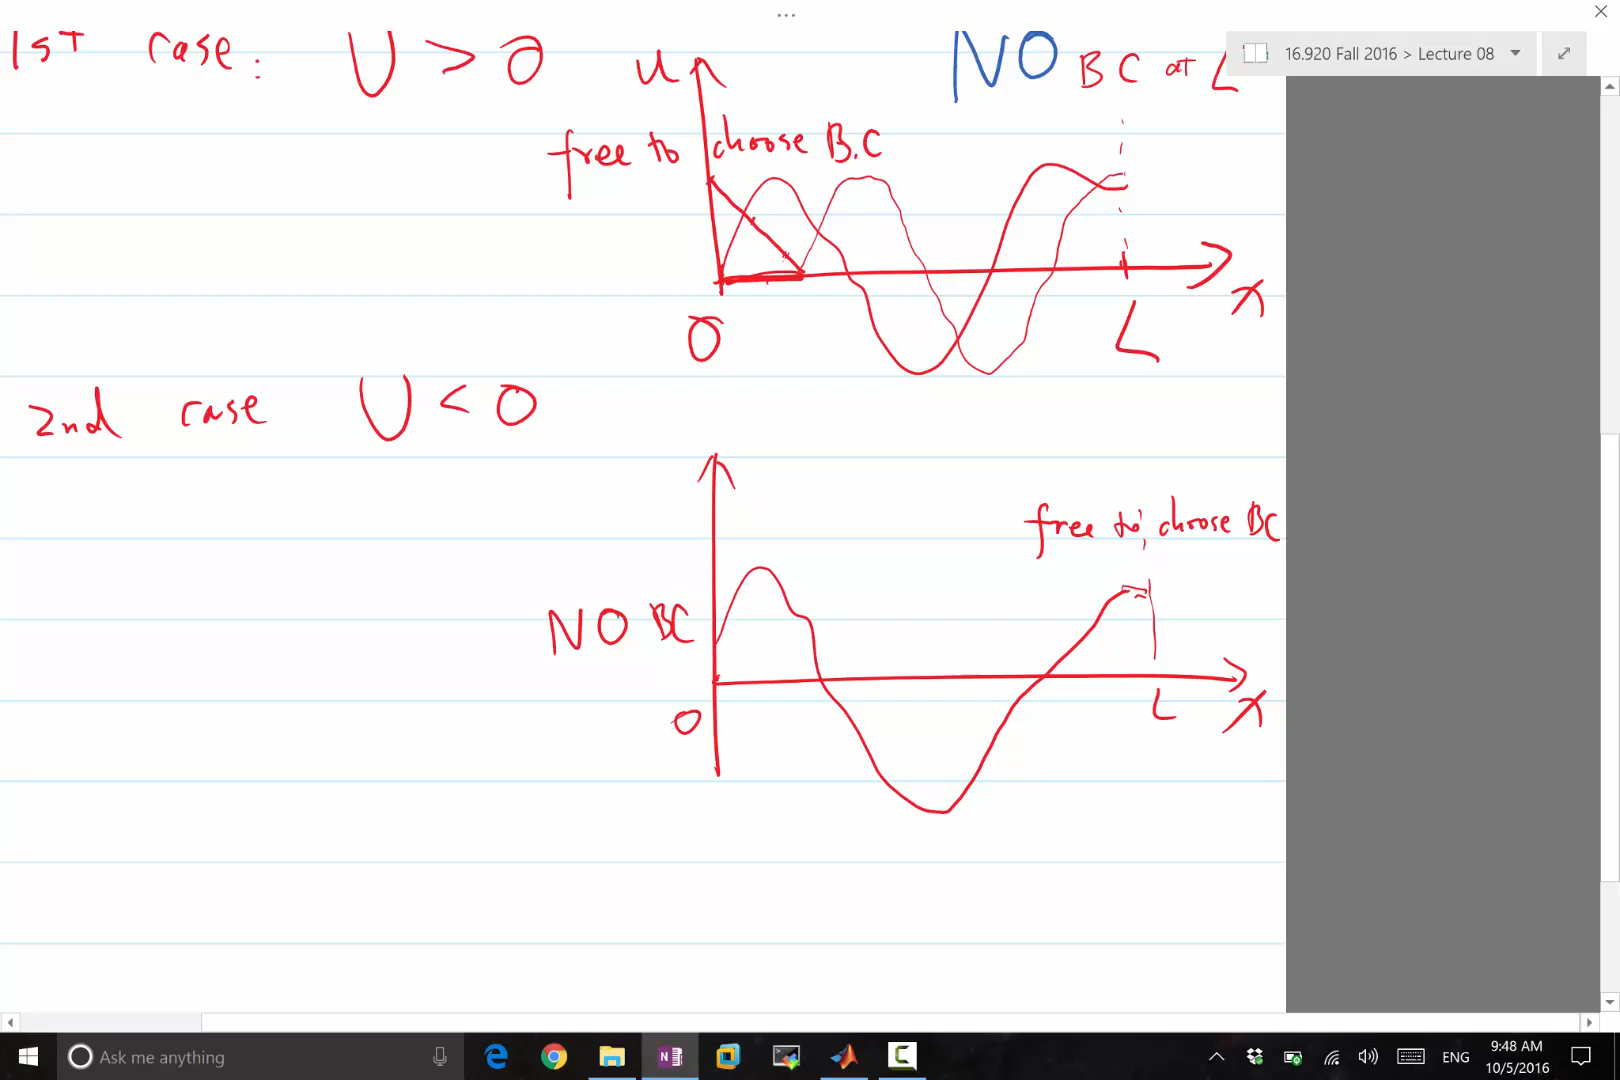 1st case: U > 0
u
NO BC at L
16.920 Fall 2016 > Lecture 08
free to choose B.C
0
L
x
2nd case U < 0
free to choose BC
NO BC
0
L
x
Ask me anything
ENG
9:48 AM
10/5/2016